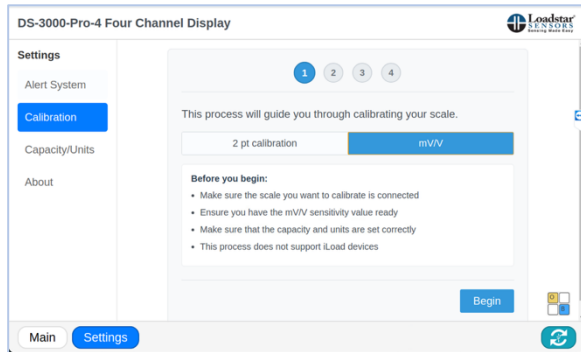 DS-3000-Pro-4 Four Channel Display
Loadstar
SENSORS
Sensing Made Easy
Settings
Alert System
Calibration
Capacity/Units
About
1 2 3 4
This process will guide you through calibrating your scale.
2 pt calibration mV/V
Before you begin:
• Make sure the scale you want to calibrate is connected
• Ensure you have the mV/V sensitivity value ready
• Make sure that the capacity and units are set correctly
• This process does not support iLoad devices
Begin
Main Settings